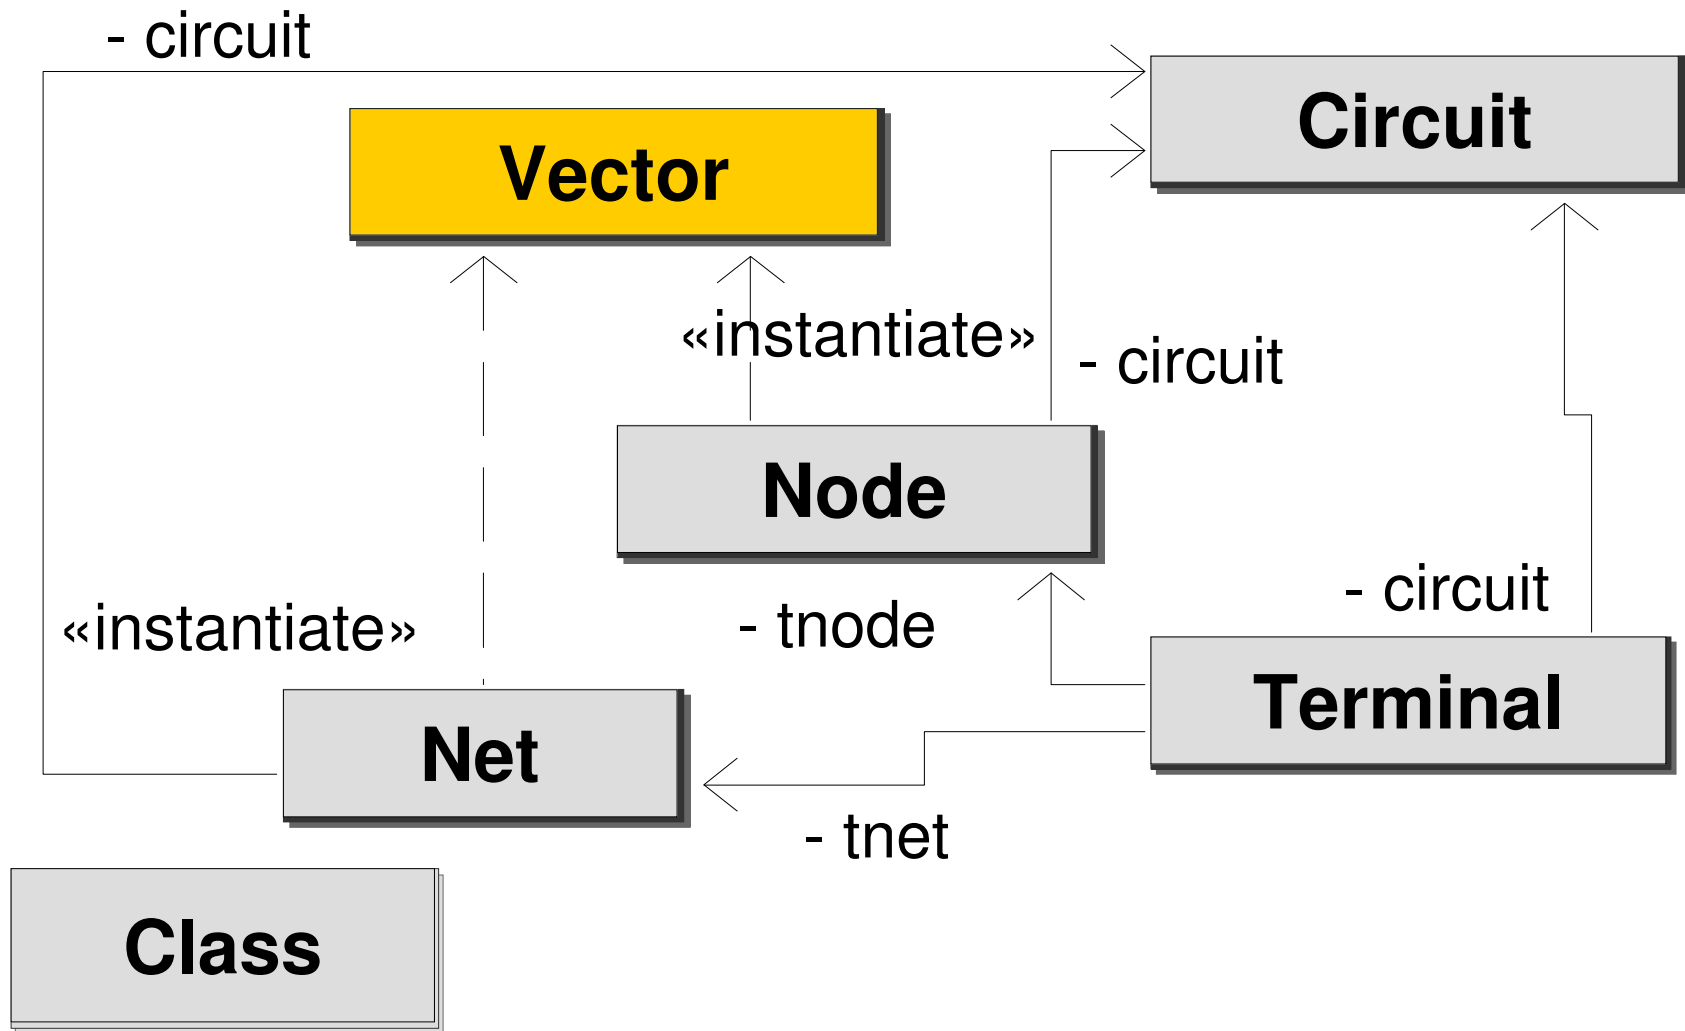 - circuit
Circuit
Vector
«instantiate»
- circuit
Node
- circuit
«instantiate»
- tnode
Terminal
Net
- tnet
Class